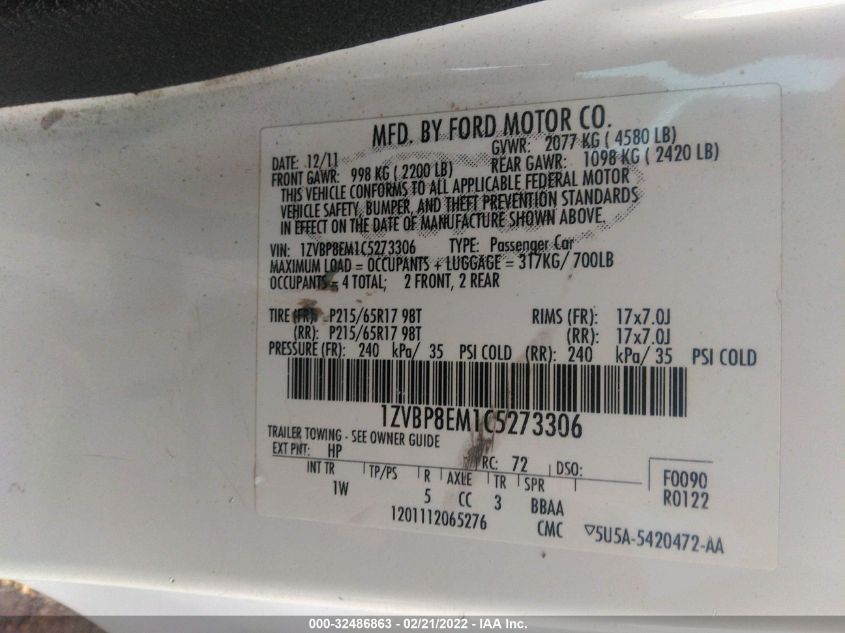 MFD. BY FORD MOTOR CO.
DATE: 12/11 GVWR: 2077 KG ( 4580 LB)
FRONT GAWR: 998 KG ( 2200 LB) REAR GAWR: 1098 KG ( 2420 LB)
THIS VEHICLE CONFORMS TO ALL APPLICABLE FEDERAL MOTOR
VEHICLE SAFETY, BUMPER, AND THEFT PREVENTION STANDARDS
IN EFFECT ON THE DATE OF MANUFACTURE SHOWN ABOVE.
VIN: 1ZVBP8EM1C5273306 TYPE: Passenger Car
MAXIMUM LOAD = OCCUPANTS + LUGGAGE = 317KG/ 700LB
OCCUPANTS = 4 TOTAL; 2 FRONT, 2 REAR
TIRE (FR): P215/65R17 98T RIMS (FR): 17x7.0J
(RR): P215/65R17 98T (RR): 17x7.0J
PRESSURE (FR): 240 kPa/ 35 PSI COLD (RR): 240 kPa/ 35 PSI COLD
1ZVBP8EM1C5273306
TRAILER TOWING - SEE OWNER GUIDE
EXT PNT: HP RC: 72 DSO: F0090
INT TR TP/PS R AXLE TR SPR R0122
1W 5 CC 3 BBAA
1201112065276 CMC ▽5U5A-5420472-AA
000-32486863 - 02/21/2022 - IAA Inc.